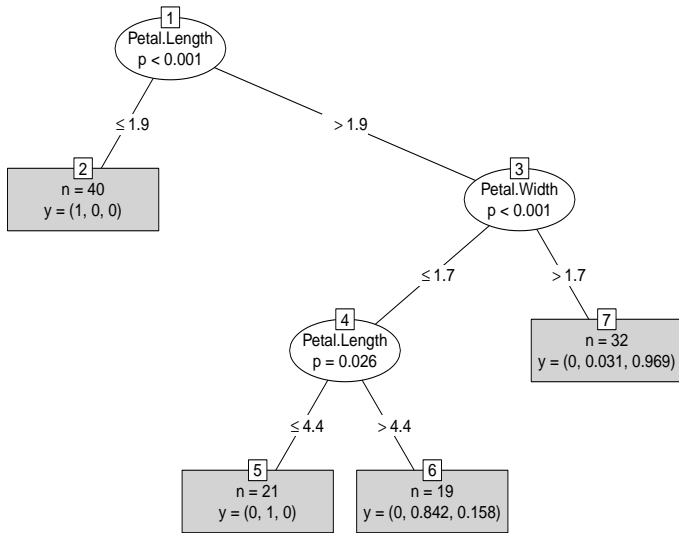 1
Petal.Length
p < 0.001
≤ 1.9
> 1.9
2
n = 40
y = (1, 0, 0)
3
Petal.Width
p < 0.001
≤ 1.7
> 1.7
4
Petal.Length
p = 0.026
7
n = 32
y = (0, 0.031, 0.969)
≤ 4.4
> 4.4
5
n = 21
y = (0, 1, 0)
6
n = 19
y = (0, 0.842, 0.158)